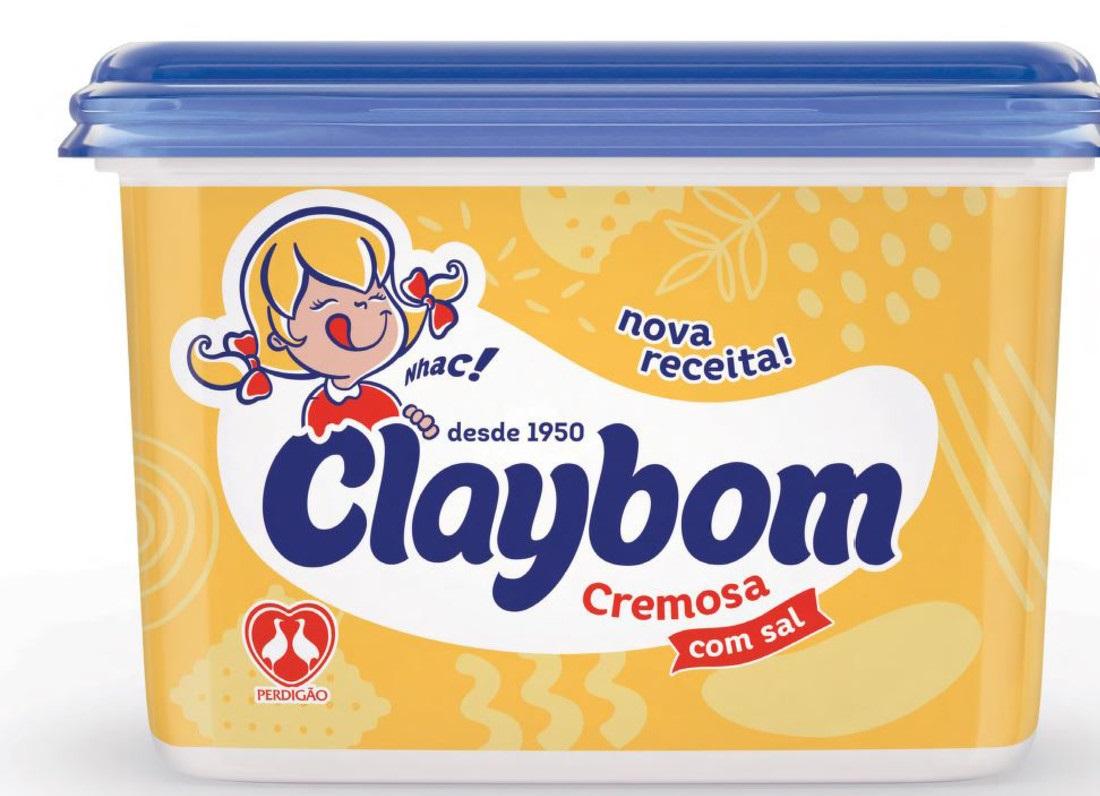 nova
receita!
Nhac!
desde 1950
Claybom
Cremosa
com sal
PERDIGÃO